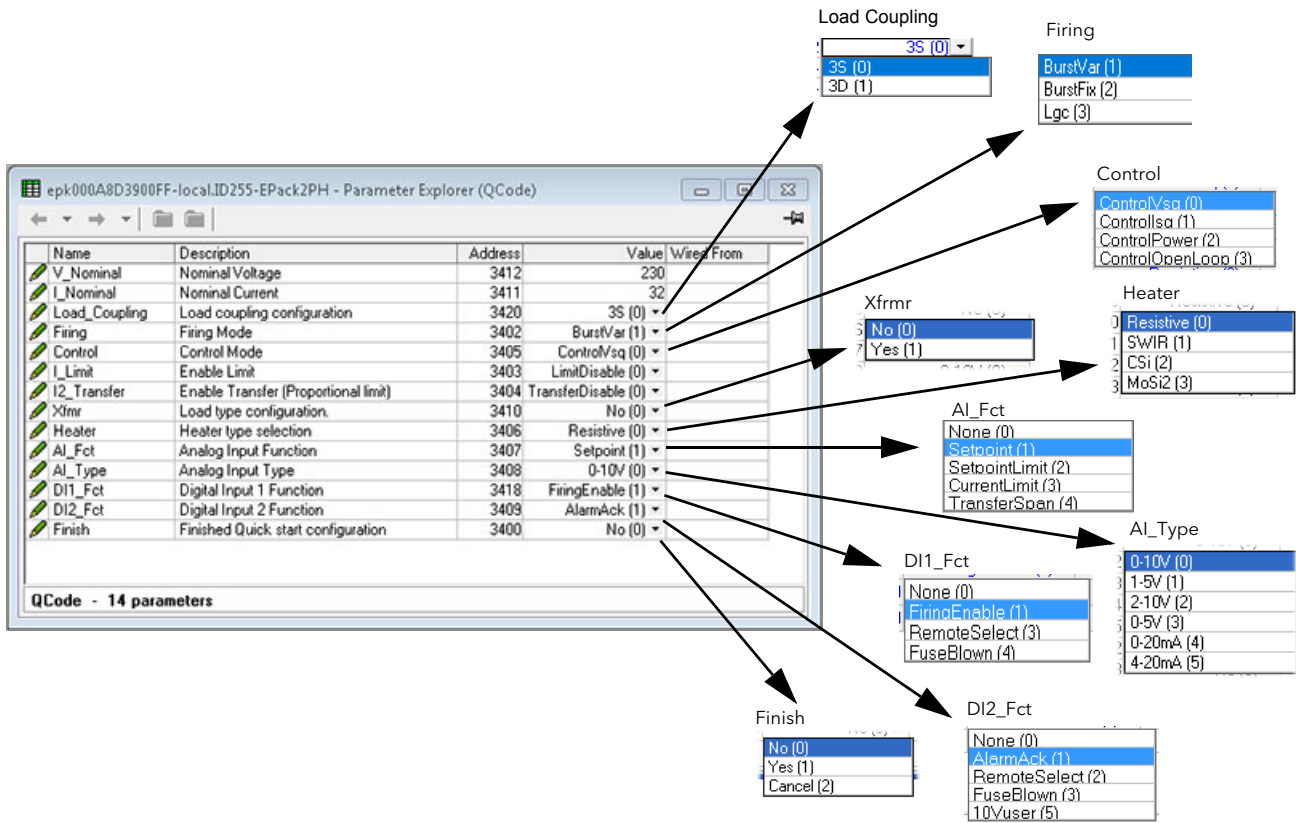 Load Coupling
3S (0)
3S (0)
3D (1)
Firing
BurstVar (1)
BurstFix (2)
Lgc (3)
epk000A8D3900FF-local.ID255-EPack2PH - Parameter Explorer (QCode)
Name Description Address Value Wired From
V_Nominal Nominal Voltage 3412 230
I_Nominal Nominal Current 3411 32
Load_Coupling Load coupling configuration 3420 3S (0)
Firing Firing Mode 3402 BurstVar (1)
Control Control Mode 3405 ControlVsq (0)
I_Limit Enable Limit 3403 LimitDisable (0)
I2_Transfer Enable Transfer (Proportional limit) 3404 TransferDisable (0)
Xfmr Load type configuration. 3410 No (0)
Heater Heater type selection 3406 Resistive (0)
AI_Fct Analog Input Function 3407 Setpoint (1)
AI_Type Analog Input Type 3408 0-10V (0)
DI1_Fct Digital Input 1 Function 3418 FiringEnable (1)
DI2_Fct Digital Input 2 Function 3409 AlarmAck (1)
Finish Finished Quick start configuration 3400 No (0)
QCode - 14 parameters
Control
ControlVsq (0)
ControlIsq (1)
ControlPower (2)
ControlOpenLoop (3)
Xfrmr
No (0)
Yes (1)
Heater
Resistive (0)
SWIR (1)
CSi (2)
MoSi2 (3)
AI_Fct
None (0)
Setpoint (1)
SetpointLimit (2)
CurrentLimit (3)
TransferSpan (4)
AI_Type
0-10V (0)
1-5V (1)
2-10V (2)
0-5V (3)
0-20mA (4)
4-20mA (5)
DI1_Fct
None (0)
FiringEnable (1)
RemoteSelect (3)
FuseBlown (4)
DI2_Fct
None (0)
AlarmAck (1)
RemoteSelect (2)
FuseBlown (3)
10Vuser (5)
Finish
No (0)
Yes (1)
Cancel (2)